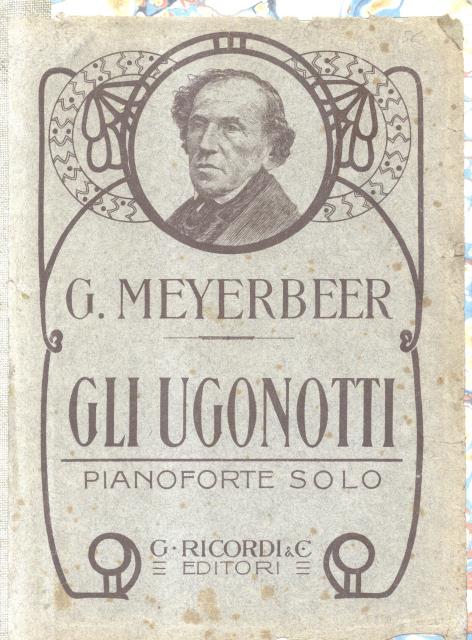 G. MEYERBEER
GLI UGONOTTI
PIANOFORTE SOLO
G. RICORDI & C
EDITORI